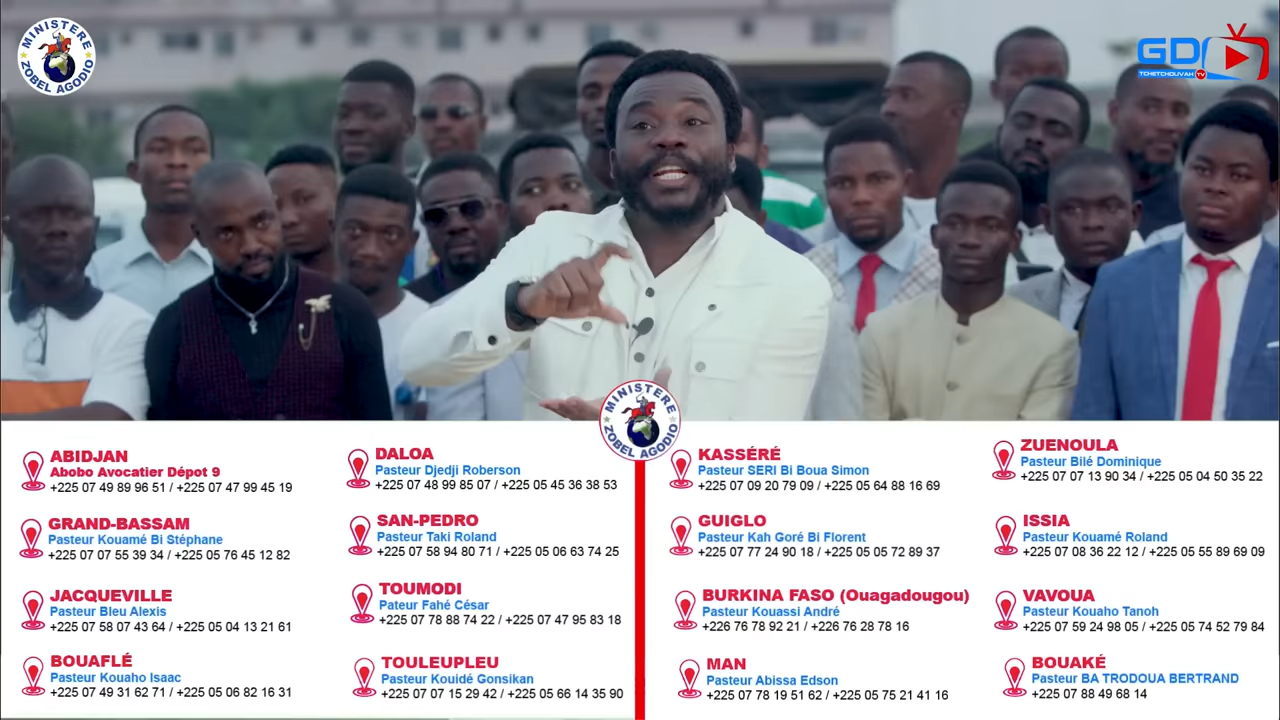 MINISTERE
ZOBEL AGODIO
GD
TCHETCHOUVAH TV
MINISTERE
ZOBEL AGODIO
ABIDJAN
Abobo Avocatier Dépot 9
+225 07 49 89 96 51 / +225 07 47 99 45 19
GRAND-BASSAM
Pasteur Kouamé Bi Stéphane
+225 07 07 55 39 34 / +225 05 76 45 12 82
JACQUEVILLE
Pasteur Bleu Alexis
+225 07 58 07 43 64 / +225 05 04 13 21 61
BOUAFLÉ
Pasteur Kouaho Isaac
+225 07 49 31 62 71 / +225 05 06 82 16 31
DALOA
Pasteur Djedji Roberson
+225 07 48 99 85 07 / +225 05 45 36 38 53
SAN-PEDRO
Pasteur Taki Roland
+225 07 58 94 80 71 / +225 05 06 63 74 25
TOUMODI
Pateur Fahé César
+225 07 78 88 74 22 / +225 07 47 95 83 18
TOULEUPLEU
Pasteur Kouidé Gonsikan
+225 07 07 15 29 42 / +225 05 66 14 35 90
KASSÉRÉ
Pasteur SERI Bi Boua Simon
+225 07 09 20 79 09 / +225 05 64 88 16 69
GUIGLO
Pasteur Kah Goré Bi Florent
+225 07 77 24 90 18 / +225 05 05 72 89 37
BURKINA FASO (Ouagadougou)
Pasteur Kouassi André
+226 76 78 92 21 / +226 76 28 78 16
MAN
Pasteur Abissa Edson
+225 07 78 19 51 62 / +225 05 75 21 41 16
ZUENOULA
Pasteur Bilé Dominique
+225 07 07 13 90 34 / +225 05 04 50 35 22
ISSIA
Pasteur Kouamé Roland
+225 07 08 36 22 12 / +225 05 55 89 69 09
VAVOUA
Pasteur Kouaho Tanoh
+225 07 59 24 98 05 / +225 05 74 52 79 84
BOUAKÉ
Pasteur BA TRODOUA BERTRAND
+225 07 88 49 68 14